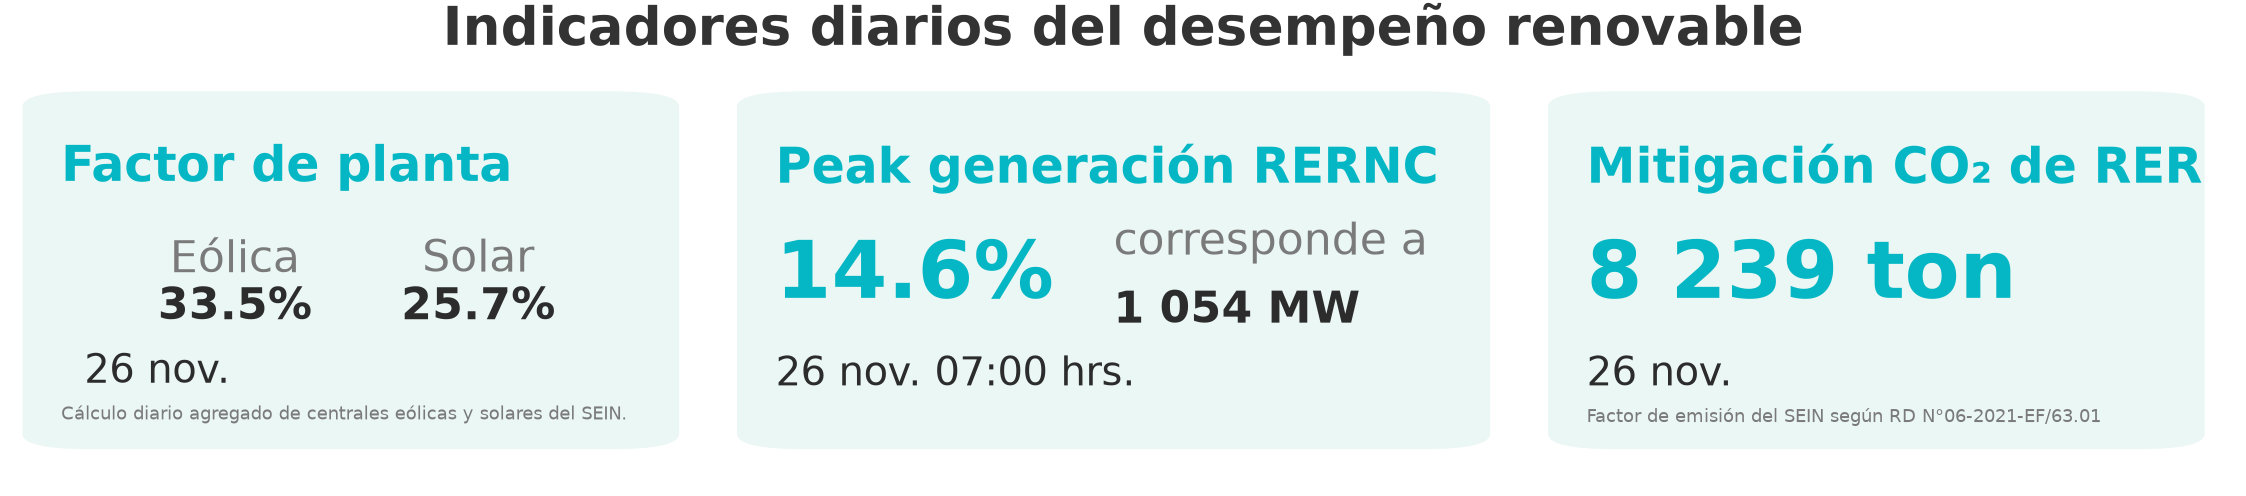 Indicadores diarios del desempeño renovable
Factor de planta
Eólica
33.5%
Solar
25.7%
26 nov.
Cálculo diario agregado de centrales eólicas y solares del SEIN.
Peak generación RERNC
14.6%
corresponde a
1 054 MW
26 nov. 07:00 hrs.
Mitigación CO₂ de RER
8 239 ton
26 nov.
Factor de emisión del SEIN según RD N°06-2021-EF/63.01